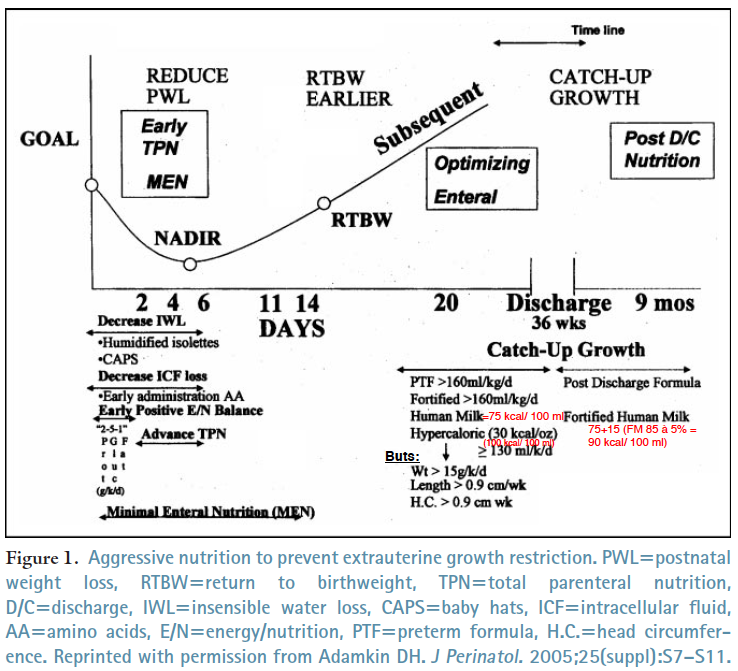 Time line
REDUCE
PWL
RTBW
EARLIER
CATCH-UP
GROWTH
GOAL
Early
TPN
MEN
Subsequent
Optimizing
Enteral
Post D/C
Nutrition
NADIR
RTBW
2 4 6 11 14 20 Discharge 9 mos
DAYS
36 wks
Decrease IWL
•Humidified isolettes
•CAPS
Decrease ICF loss
•Early administration AA
Early Positive E/N Balance
"2-5-1"
P G F
r l a
o u t
t c
(g/k/d)
Advance TPN
Minimal Enteral Nutrition (MEN)
Catch-Up Growth
PTF >160ml/kg/d
Fortified >160ml/kg/d
Human Milk=75 kcal/ 100 ml
Hypercaloric (30 kcal/oz)
(100 kcal/ 100 ml)
≥ 130 ml/k/d
Buts:
Wt > 15g/k/d
Length > 0.9 cm/wk
H.C. > 0.9 cm wk
Post Discharge Formula
Fortified Human Milk
75+15 (FM 85 à 5% =
90 kcal/ 100 ml)
Figure 1. Aggressive nutrition to prevent extrauterine growth restriction. PWL=postnatal
weight loss, RTBW=return to birthweight, TPN=total parenteral nutrition,
D/C=discharge, IWL=insensible water loss, CAPS=baby hats, ICF=intracellular fluid,
AA=amino acids, E/N=energy/nutrition, PTF=preterm formula, H.C.=head circumfer-
ence. Reprinted with permission from Adamkin DH. J Perinatol. 2005;25(suppl):S7–S11.